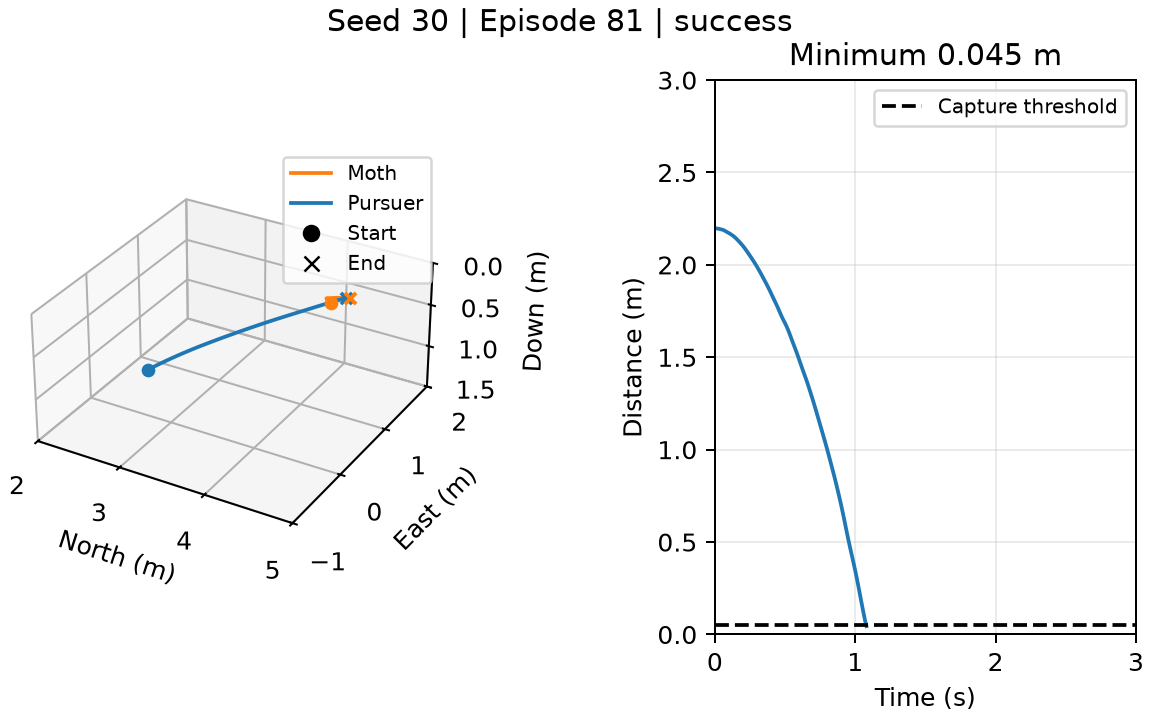 Seed 30 | Episode 81 | success
Moth
Pursuer
Start
End
0.0
0.5
1.0
1.5
Down (m)
2
1
0
−1
East (m)
2
3
4
5
North (m)
Minimum 0.045 m
Capture threshold
3.0
2.5
2.0
1.5
1.0
0.5
0.0
Distance (m)
0
1
2
3
Time (s)